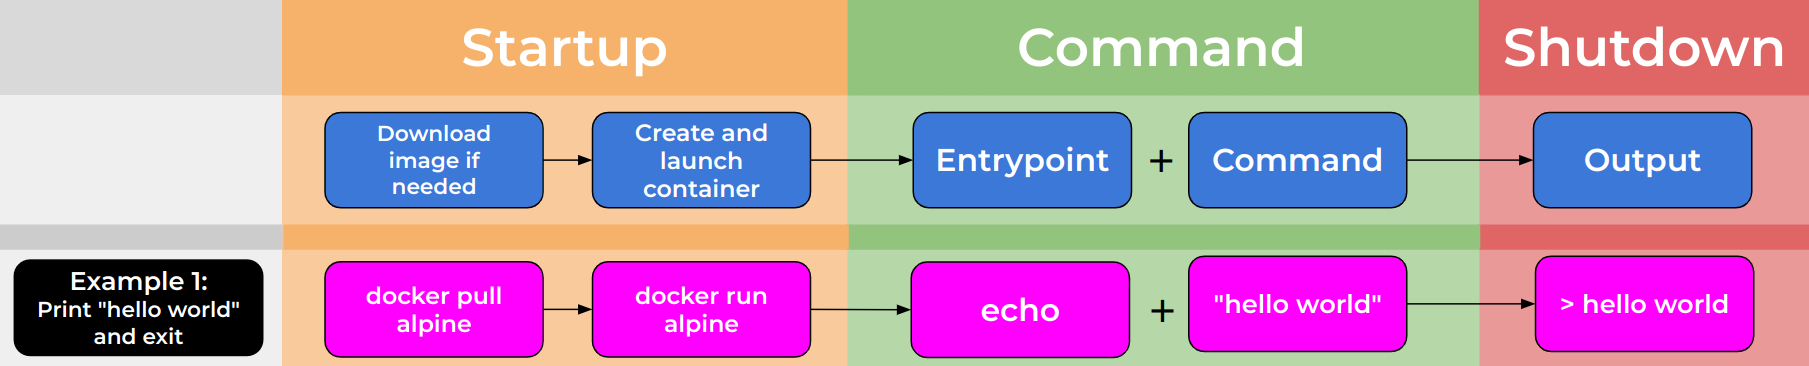 Startup
Command
Shutdown
Download
image if
needed
Create and
launch
container
Entrypoint
+
Command
Output
Example 1:
Print "hello world"
and exit
docker pull
alpine
docker run
alpine
echo
+
"hello world"
> hello world